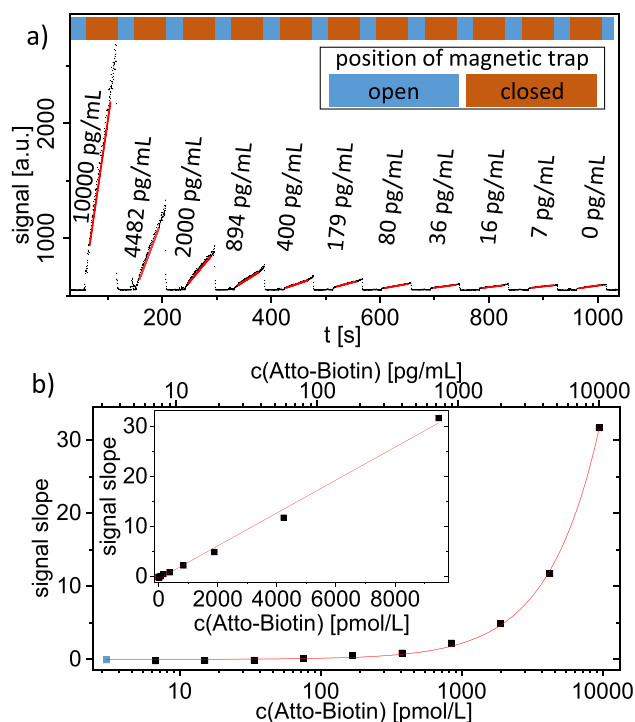 a)
position of magnetic trap
open closed
signal [a.u.]
2000
1000
10000 pg/mL
4482 pg/mL
2000 pg/mL
894 pg/mL
400 pg/mL
179 pg/mL
80 pg/mL
36 pg/mL
16 pg/mL
7 pg/mL
0 pg/mL
200 400 600 800 1000
t [s]
b)
c(Atto-Biotin) [pg/mL]
10 100 1000 10000
signal slope
30
20
10
0
signal slope
30
20
10
0
0 2000 4000 6000 8000
c(Atto-Biotin) [pmol/L]
10 100 1000 10000
c(Atto-Biotin) [pmol/L]